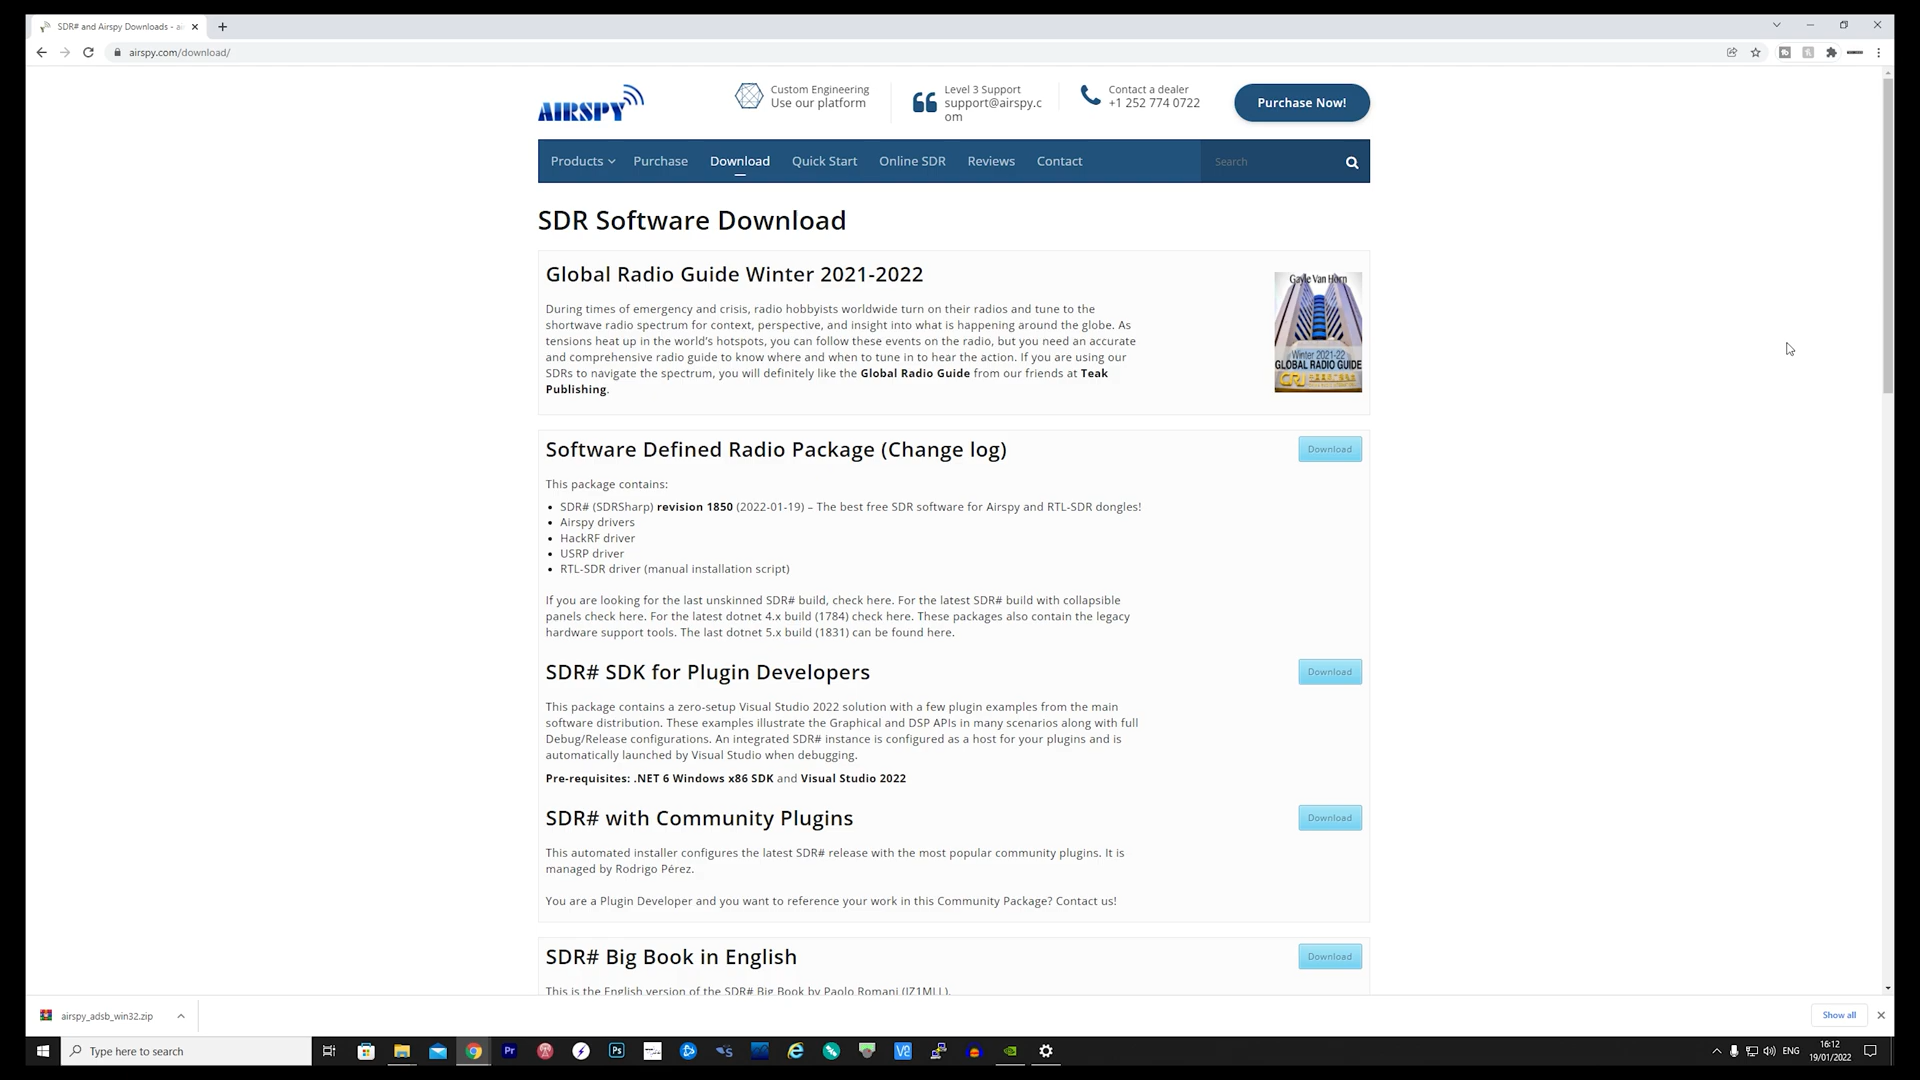 SDR# and Airspy Downloads - ai
airspy.com/download/
AIRSPY
Custom Engineering
Use our platform
Level 3 Support
support@airspy.c
om
Contact a dealer
+1 252 774 0722
Purchase Now!
Products
Purchase
Download
Quick Start
Online SDR
Reviews
Contact
Search
SDR Software Download
Global Radio Guide Winter 2021-2022
During times of emergency and crisis, radio hobbyists worldwide turn on their radios and tune to the
shortwave radio spectrum for context, perspective, and insight into what is happening around the globe. As
tensions heat up in the world's hotspots, you can follow these events on the radio, but you need an accurate
and comprehensive radio guide to know where and when to tune in to hear the action. If you are using our
SDRs to navigate the spectrum, you will definitely like the Global Radio Guide from our friends at Teak
Publishing.
Gayle Van Horn
Winter 2021-22
GLOBAL RADIO GUIDE
CRI
Software Defined Radio Package (Change log)
Download
This package contains:
• SDR# (SDRSharp) revision 1850 (2022-01-19) – The best free SDR software for Airspy and RTL-SDR dongles!
• Airspy drivers
• HackRF driver
• USRP driver
• RTL-SDR driver (manual installation script)
If you are looking for the last unskinned SDR# build, check here. For the latest SDR# build with collapsible
panels check here. For the latest dotnet 4.x build (1784) check here. These packages also contain the legacy
hardware support tools. The last dotnet 5.x build (1831) can be found here.
SDR# SDK for Plugin Developers
Download
This package contains a zero-setup Visual Studio 2022 solution with a few plugin examples from the main
software distribution. These examples illustrate the Graphical and DSP APIs in many scenarios along with full
Debug/Release configurations. An integrated SDR# instance is configured as a host for your plugins and is
automatically launched by Visual Studio when debugging.
Pre-requisites: .NET 6 Windows x86 SDK and Visual Studio 2022
SDR# with Community Plugins
Download
This automated installer configures the latest SDR# release with the most popular community plugins. It is
managed by Rodrigo Pérez.
You are a Plugin Developer and you want to reference your work in this Community Package? Contact us!
SDR# Big Book in English
Download
This is the English version of the SDR# Big Book by Paolo Romani (IZ1MLL).
airspy_adsb_win32.zip
Show all
Type here to search
Pr
Ps
V2
ENG
16:12
19/01/2022